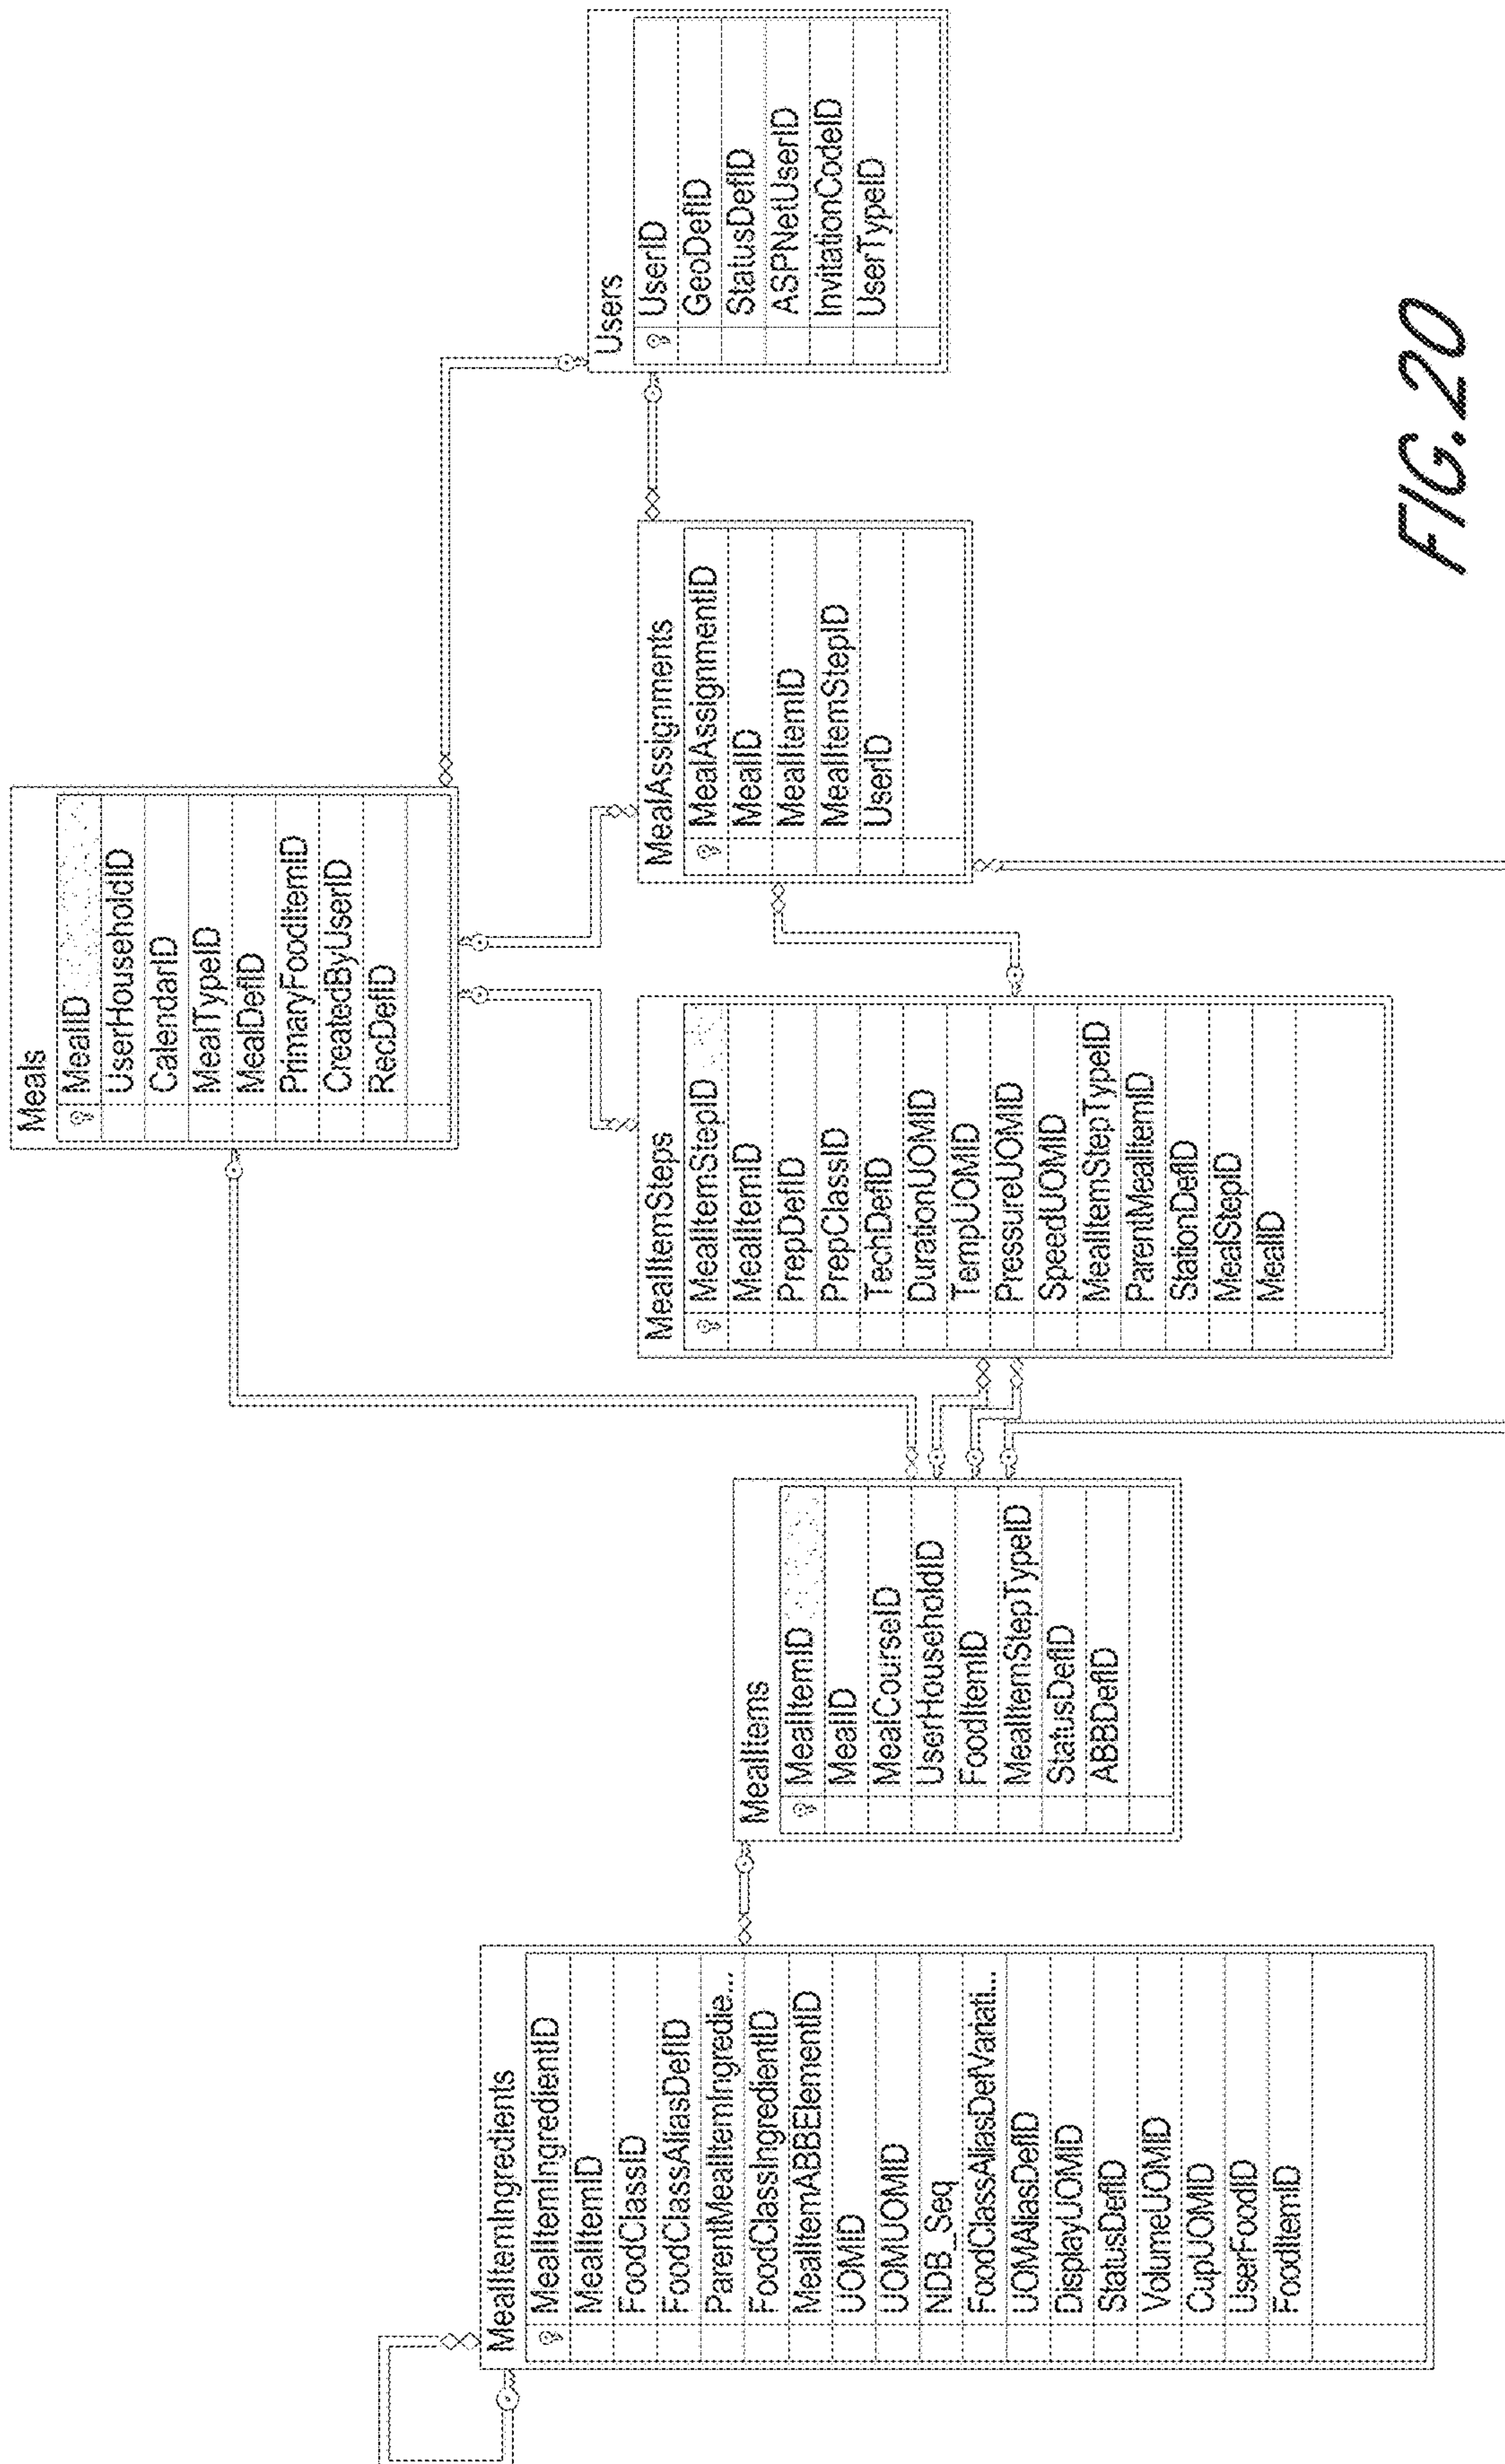 Meals
MealID
UserHouseholdID
CalendarID
MealTypeID
MealDefID
PrimaryFoodItemID
CreatedByUserID
RecDefID
MealItemIngredients
MealItemIngredientID
MealItemID
FoodClassID
FoodClassAliasDefID
ParentMealItemIngredie...
FoodClassIngredientID
MealItemABBElementID
UOMID
UOMUOMID
NDB_Seq
FoodClassAliasDefVariati...
UOMAliasDefID
DisplayUOMID
StatusDefID
VolumeUOMID
CupUOMID
UserFoodID
FoodItemID
MealItems
MealItemID
MealID
MealCourseID
UserHouseholdID
FoodItemID
MealItemStepTypeID
StatusDefID
ABBDefID
MealItemSteps
MealItemStepID
MealItemID
PrepDefID
PrepClassID
TechDefID
DurationUOMID
TempUOMID
PressureUOMID
SpeedUOMID
MealItemStepTypeID
ParentMealItemID
StationDefID
MealStepID
MealID
MealAssignments
MealAssignmentID
MealID
MealItemID
MealItemStepID
UserID
Users
UserID
GeoDefID
StatusDefID
ASPNetUserID
InvitationCodeID
UserTypeID
FIG. 20